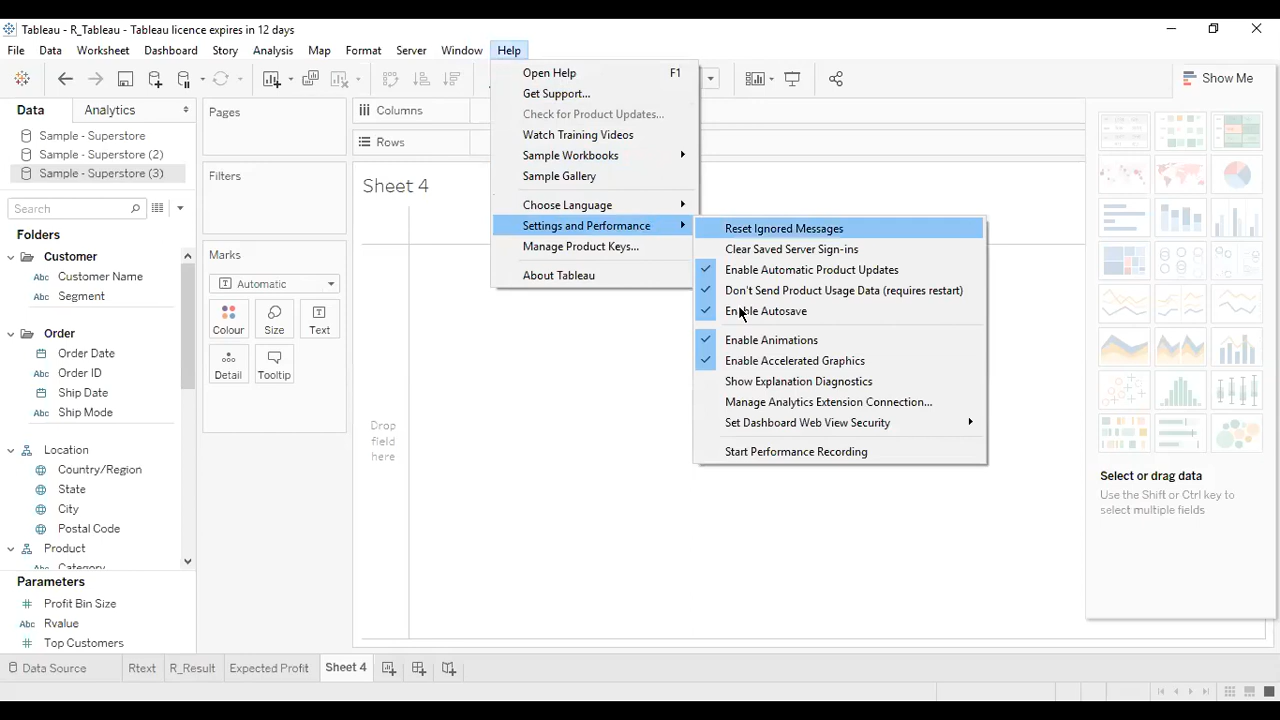 Tableau - R_Tableau - Tableau licence expires in 12 days
File Data Worksheet Dashboard Story Analysis Map Format Server Window Help
Data
Analytics
Sample - Superstore
Sample - Superstore (2)
Sample - Superstore (3)
Search
Folders
Customer
Abc Customer Name
Abc Segment
Order
Order Date
Abc Order ID
Ship Date
Abc Ship Mode
Location
Country/Region
State
City
Postal Code
Product
Category
Parameters
# Profit Bin Size
Abc Rvalue
# Top Customers
Pages
Filters
Marks
T Automatic
Colour
Size
T Text
Detail
Tooltip
Columns
Rows
Sheet 4
Drop
field
here
Open Help F1
Get Support...
Check for Product Updates...
Watch Training Videos
Sample Workbooks
Sample Gallery
Choose Language
Settings and Performance
Manage Product Keys...
About Tableau
Reset Ignored Messages
Clear Saved Server Sign-ins
Enable Automatic Product Updates
Don't Send Product Usage Data (requires restart)
Enable Autosave
Enable Animations
Enable Accelerated Graphics
Show Explanation Diagnostics
Manage Analytics Extension Connection...
Set Dashboard Web View Security
Start Performance Recording
Show Me
Select or drag data
Use the Shift or Ctrl key to
select multiple fields
Data Source Rtext R_Result Expected Profit Sheet 4